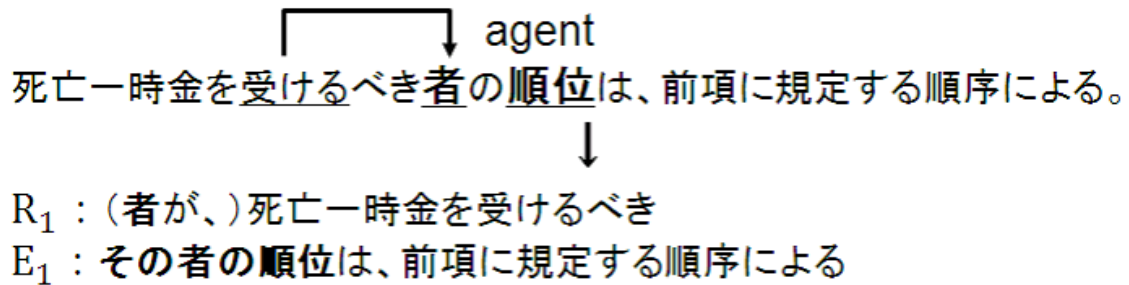 agent
死亡一時金を受けるべき者の順位は、前項に規定する順序による。
R₁:(者が、)死亡一時金を受けるべき
E₁:その者の順位は、前項に規定する順序による